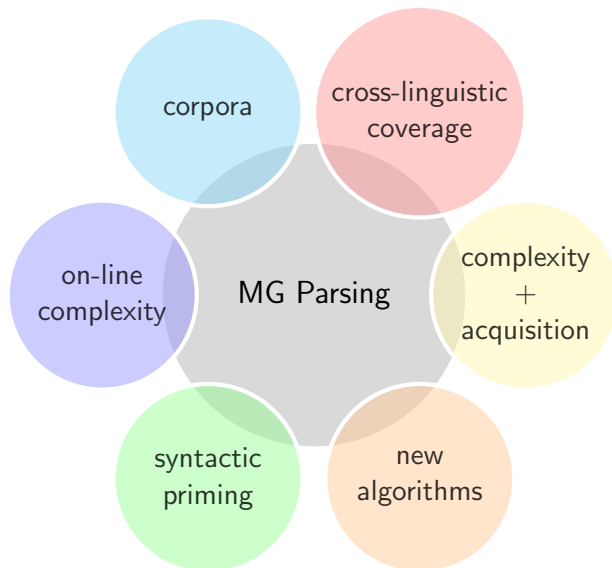 corpora
cross-linguistic
coverage
on-line
complexity
MG Parsing
complexity
+
acquisition
syntactic
priming
new
algorithms